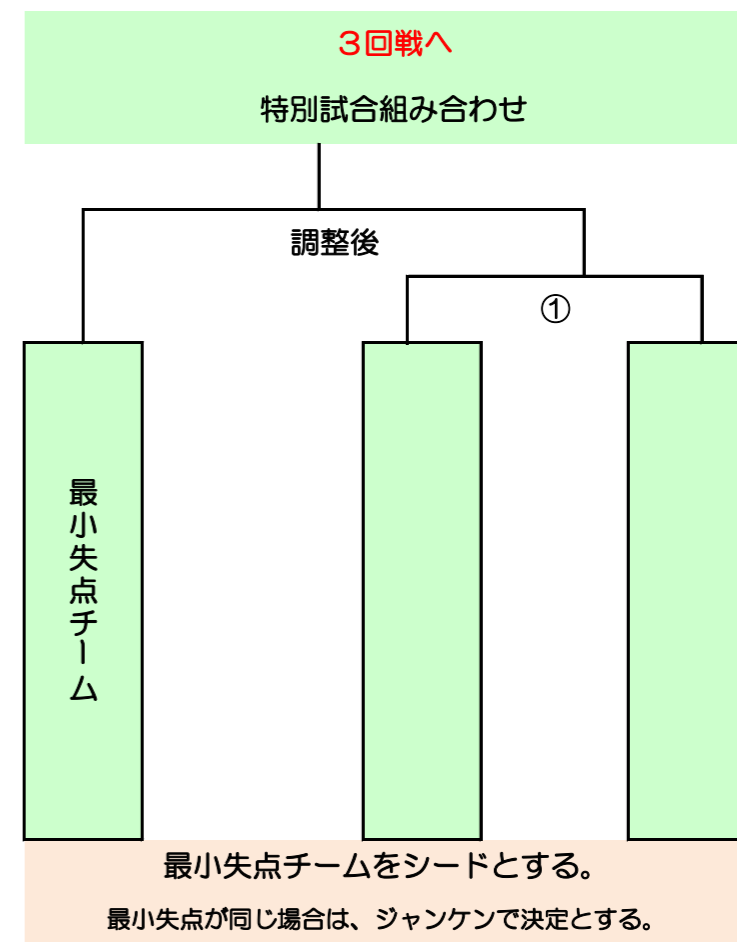 3回戦へ
特別試合組み合わせ
調整後
①
最小失点チーム
最小失点チームをシードとする。
最小失点が同じ場合は、ジャンケンで決定とする。